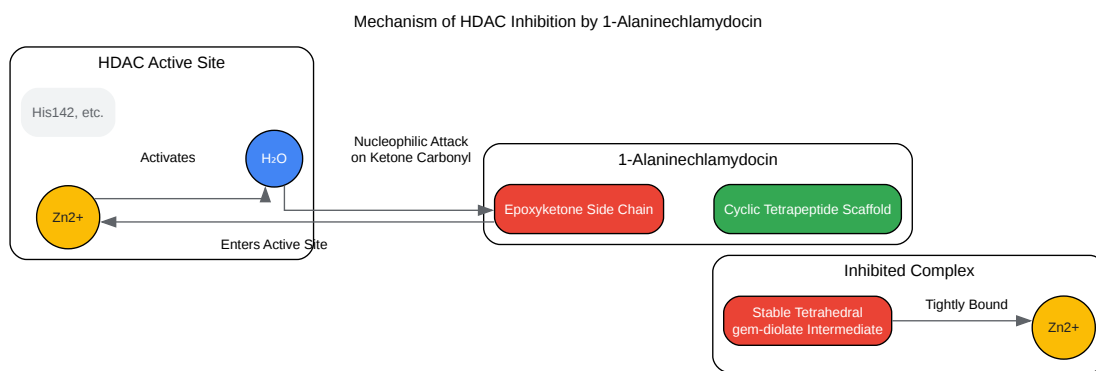 Mechanism of HDAC Inhibition by 1-Alaninechlamydocin
HDAC Active Site
His142, etc.
Activates
H₂O
Zn2+
Enters Active Site
Nucleophilic Attack
on Ketone Carbonyl
1-Alaninechlamydocin
Epoxyketone Side Chain
Cyclic Tetrapeptide Scaffold
Inhibited Complex
Stable Tetrahedral
gem-diolate Intermediate
Tightly Bound
Zn2+